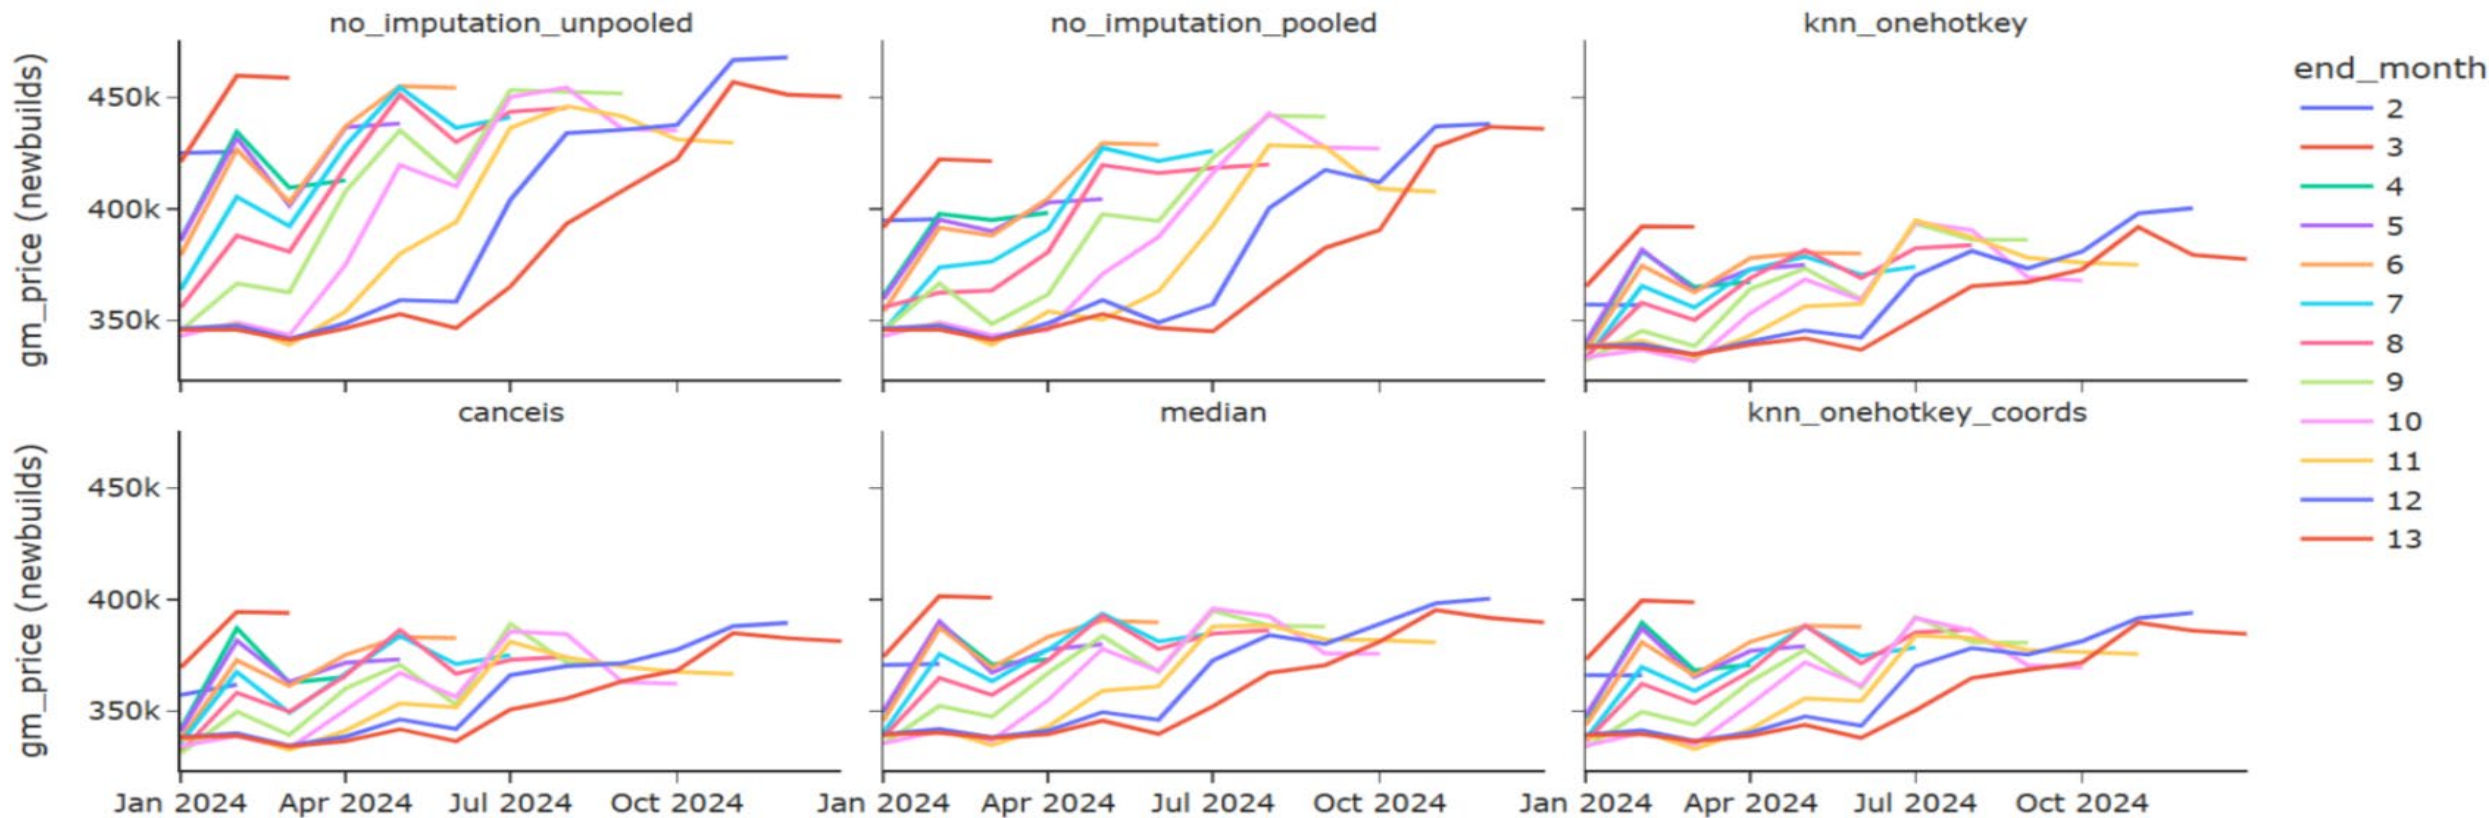 no_imputation_unpooled
no_imputation_pooled
knn_onehotkey
gm_price (newbuilds)
450k
400k
350k
end_month
2
3
4
5
6
7
8
9
10
11
12
13
canceis
median
knn_onehotkey_coords
gm_price (newbuilds)
450k
400k
350k
Jan 2024 Apr 2024 Jul 2024 Oct 2024
Jan 2024 Apr 2024 Jul 2024 Oct 2024
Jan 2024 Apr 2024 Jul 2024 Oct 2024